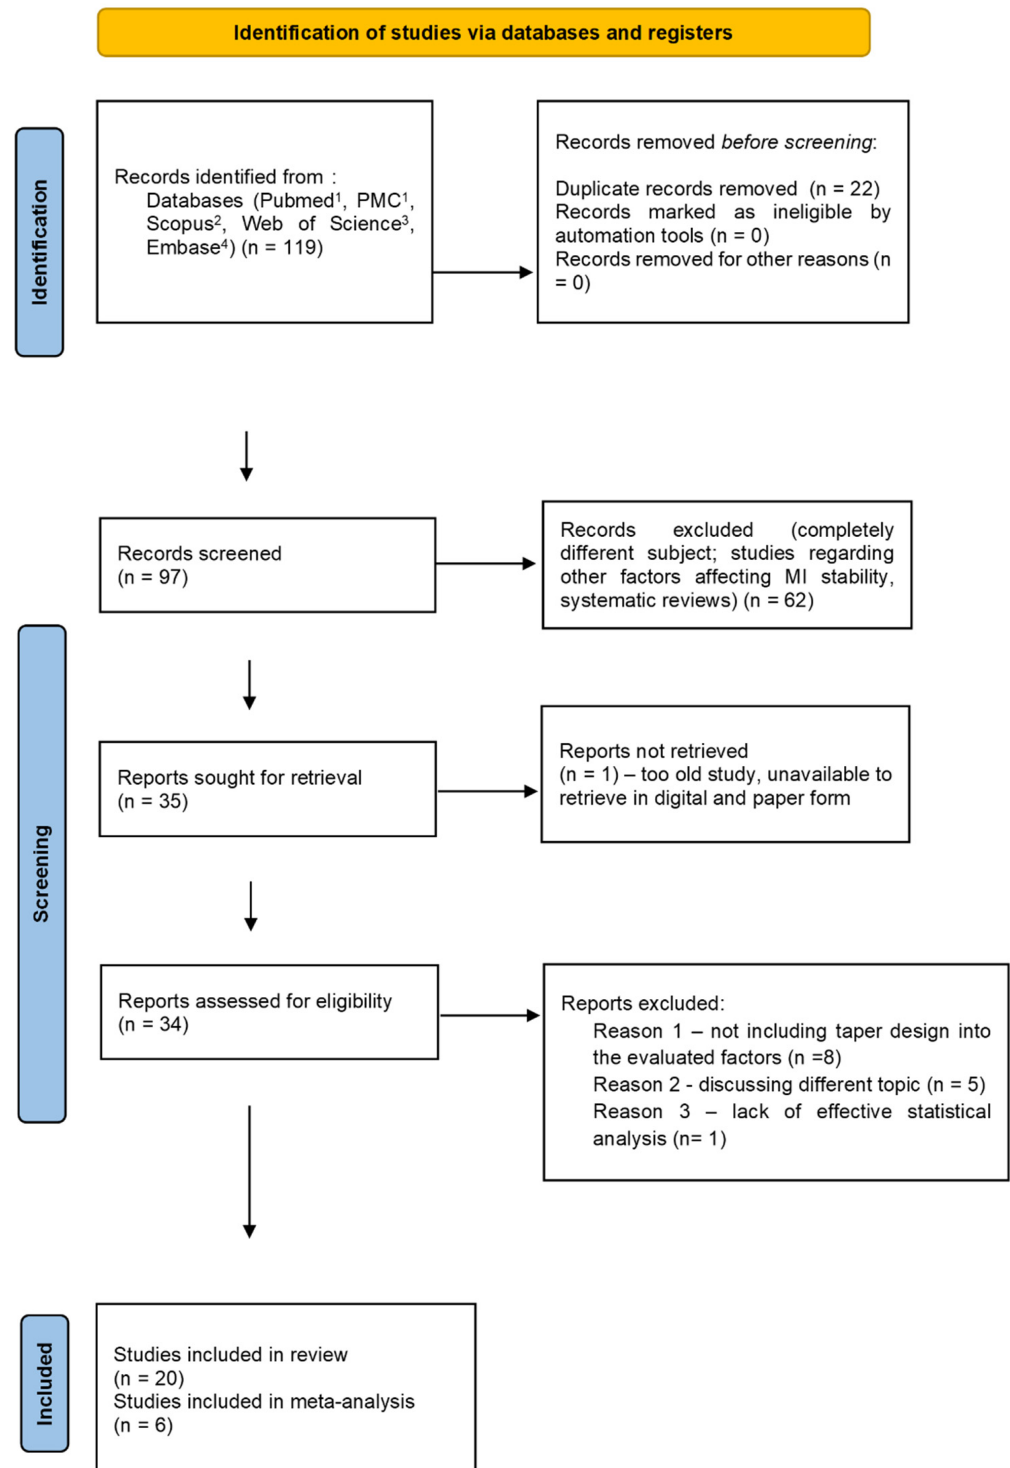 Identification of studies via databases and registers
Identification
Records identified from :
Databases (Pubmed¹, PMC¹,
Scopus², Web of Science³,
Embase⁴) (n = 119)
Records removed before screening:
Duplicate records removed (n = 22)
Records marked as ineligible by
automation tools (n = 0)
Records removed for other reasons (n
= 0)
Screening
Records screened
(n = 97)
Records excluded (completely
different subject; studies regarding
other factors affecting MI stability,
systematic reviews) (n = 62)
Reports sought for retrieval
(n = 35)
Reports not retrieved
(n = 1) – too old study, unavailable to
retrieve in digital and paper form
Reports assessed for eligibility
(n = 34)
Reports excluded:
Reason 1 – not including taper design into
the evaluated factors (n =8)
Reason 2 - discussing different topic (n = 5)
Reason 3 – lack of effective statistical
analysis (n= 1)
Included
Studies included in review
(n = 20)
Studies included in meta-analysis
(n = 6)